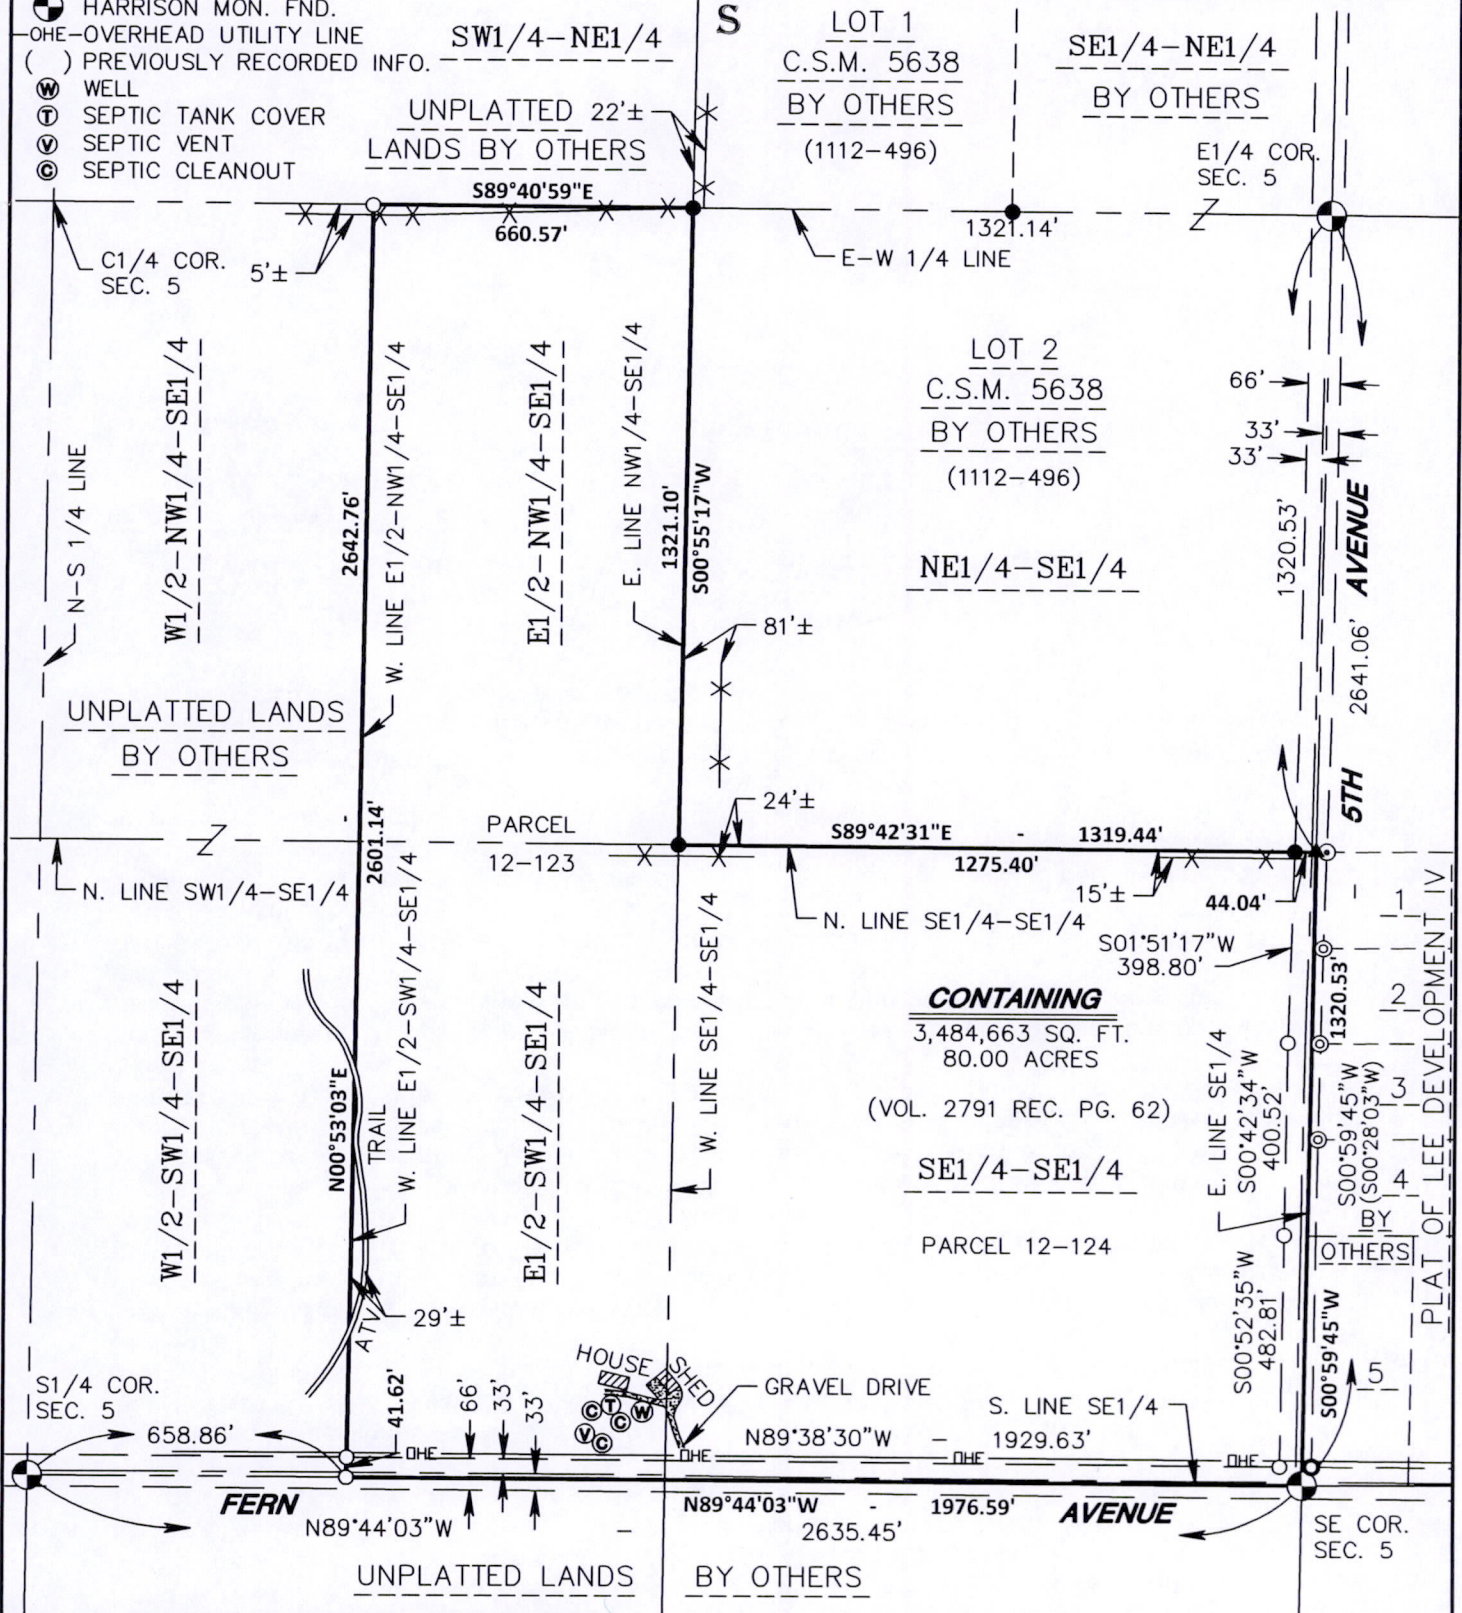 HARRISON MON. FND.
-OHE- OVERHEAD UTILITY LINE
( ) PREVIOUSLY RECORDED INFO.
W WELL
T SEPTIC TANK COVER
V SEPTIC VENT
C SEPTIC CLEANOUT
SW1/4-NE1/4
UNPLATTED
LANDS BY OTHERS
22'±
S
LOT 1
C.S.M. 5638
BY OTHERS
(1112-496)
SE1/4-NE1/4
BY OTHERS
E1/4 COR.
SEC. 5
S89°40'59"E
660.57'
1321.14'
E-W 1/4 LINE
C1/4 COR.
SEC. 5
5'±
W1/2-NW1/4-SE1/4
N-S 1/4 LINE
2642.76'
W. LINE E1/2-NW1/4-SE1/4
E1/2-NW1/4-SE1/4
E. LINE NW1/4-SE1/4
1321.10'
S00°55'17"W
LOT 2
C.S.M. 5638
BY OTHERS
(1112-496)
NE1/4-SE1/4
66'
33'
33'
1320.53'
5TH AVENUE
2641.06'
81'±
UNPLATTED LANDS
BY OTHERS
-
2601.14'
PARCEL
12-123
24'±
S89°42'31"E - 1319.44'
1275.40'
15'±
44.04'
N. LINE SW1/4-SE1/4
N. LINE SE1/4-SE1/4
S01°51'17"W
398.80'
W1/2-SW1/4-SE1/4
N00°53'03"E
ATV TRAIL
W. LINE E1/2-SW1/4-SE1/4
E1/2-SW1/4-SE1/4
W. LINE SE1/4-SE1/4
CONTAINING
3,484,663 SQ. FT.
80.00 ACRES
(VOL. 2791 REC. PG. 62)
SE1/4-SE1/4
PARCEL 12-124
E. LINE SE1/4
S00°42'34"W
400.52'
S00°52'35"W
482.81'
-
1320.53'
S00°59'45"W
(S00°28'03"W)
S00°59'45"W
1
2
3
4
BY
OTHERS
5
PLAT OF LEE DEVELOPMENT IV
29'±
41.62'
66'
33'
33'
HOUSE
SHED
C
T
C
W
V
C
GRAVEL DRIVE
S. LINE SE1/4
S1/4 COR.
SEC. 5
658.86'
OHE
OHE
OHE
OHE
N89°38'30"W - 1929.63'
FERN AVENUE
N89°44'03"W - 1976.59'
N89°44'03"W - 2635.45'
SE COR.
SEC. 5
UNPLATTED LANDS BY OTHERS